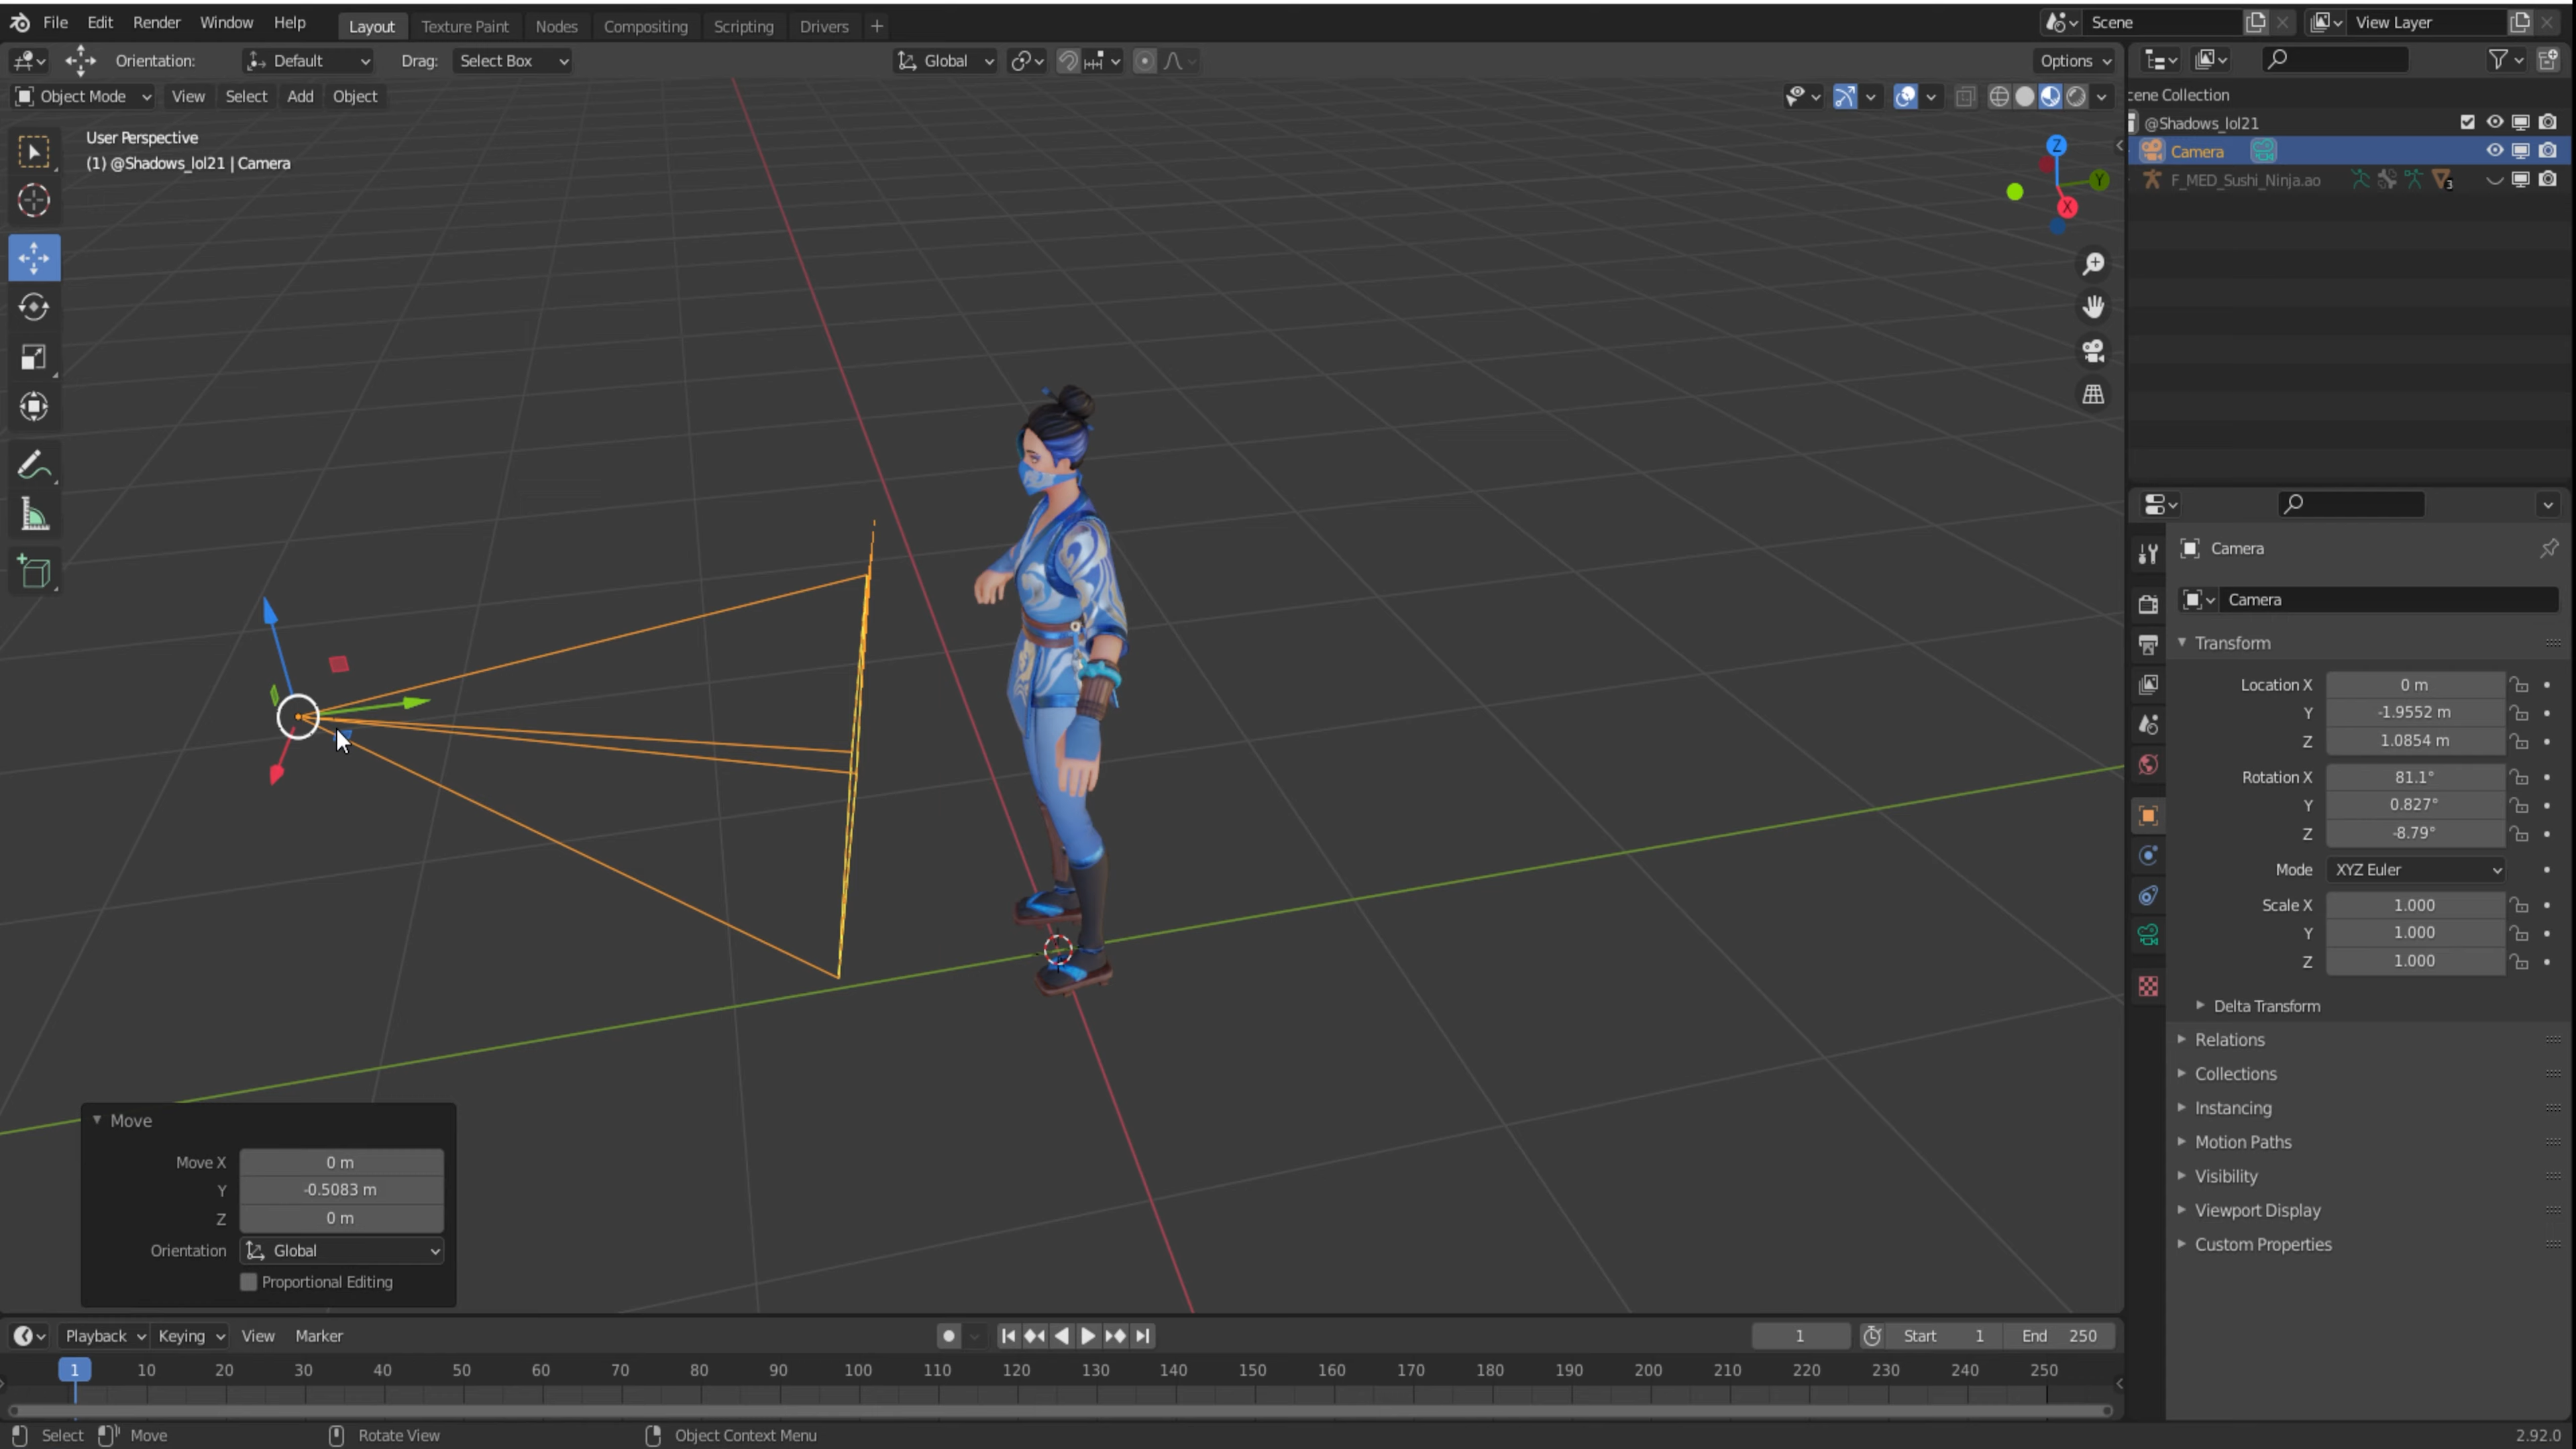 File Edit Render Window Help Layout Texture Paint Nodes Compositing Scripting Drivers + Scene View Layer
Orientation: Default Drag: Select Box Global Options
Object Mode View Select Add Object
cene Collection
@Shadows_lol21
Camera
F_MED_Sushi_Ninja.ao 3
User Perspective
(1) @Shadows_lol21 | Camera
Z
Y
X
Camera
Camera
Transform
Location X 0 m
Y -1.9552 m
Z 1.0854 m
Rotation X 81.1°
Y 0.827°
Z -8.79°
Mode XYZ Euler
Scale X 1.000
Y 1.000
Z 1.000
Delta Transform
Relations
Collections
Instancing
Motion Paths
Visibility
Viewport Display
Custom Properties
Move
Move X 0 m
Y -0.5083 m
Z 0 m
Orientation Global
Proportional Editing
Playback Keying View Marker 1 Start 1 End 250
1 10 20 30 40 50 60 70 80 90 100 110 120 130 140 150 160 170 180 190 200 210 220 230 240 250
Select Move Rotate View Object Context Menu 2.92.0